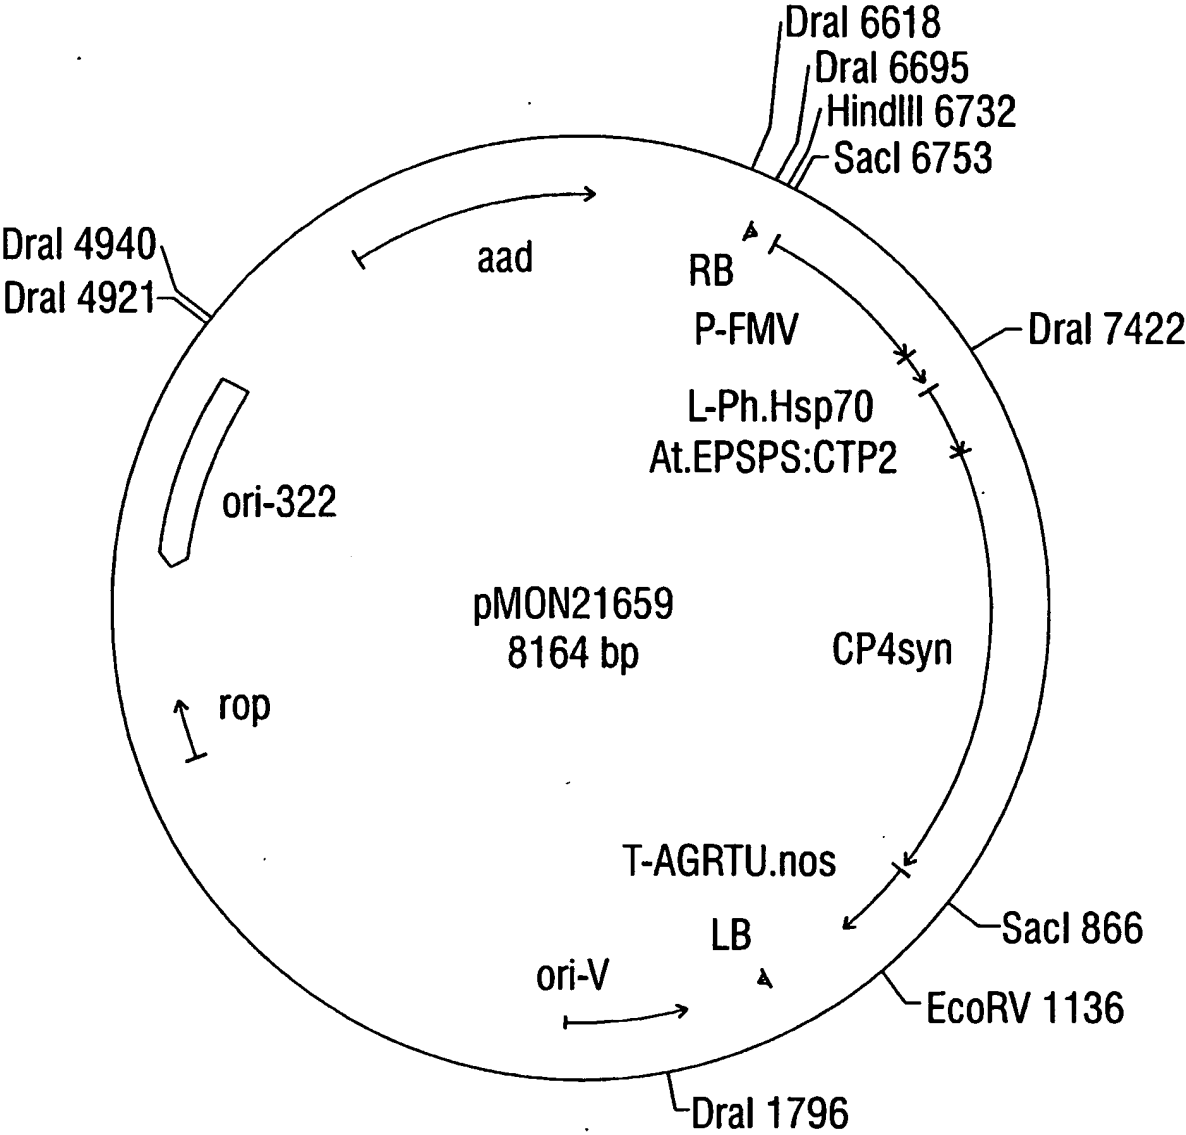 DraI 6618
DraI 6695
HindIII 6732
SacI 6753
DraI 4940
DraI 4921
aad
RB
P-FMV
DraI 7422
L-Ph.Hsp70
At.EPSPS:CTP2
ori-322
pMON21659
8164 bp
CP4syn
rop
T-AGRTU.nos
LB
SacI 866
ori-V
EcoRV 1136
DraI 1796